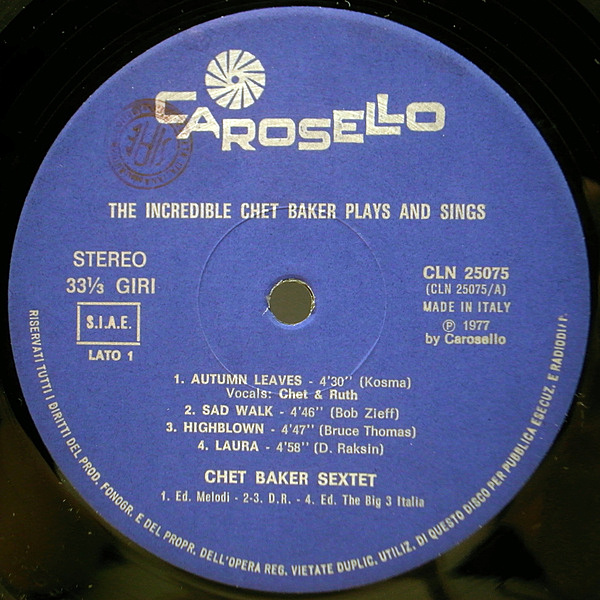 CAROSELLO
THE INCREDIBLE CHET BAKER PLAYS AND SINGS
STEREO
33⅓ GIRI
S.I.A.E.
LATO 1
CLN 25075
(CLN 25075/A)
MADE IN ITALY
Ⓟ 1977
by Carosello
1. AUTUMN LEAVES - 4'30'' (Kosma)
Vocals: Chet & Ruth
2. SAD WALK - 4'46'' (Bob Zieff)
3. HIGHBLOWN - 4'47'' (Bruce Thomas)
4. LAURA - 4'58'' (D. Raksin)
CHET BAKER SEXTET
1. Ed. Melodi - 2-3. D.R. - 4. Ed. The Big 3 Italia
RISERVATI TUTTI I DIRITTI DEL PROD. FONOGR. E DEL PROPR. DELL'OPERA REG. VIETATE DUPLIC. UTILIZ. DI QUESTO DISCO PER PUBBLICA ESECUZ. E RADIODIFF.